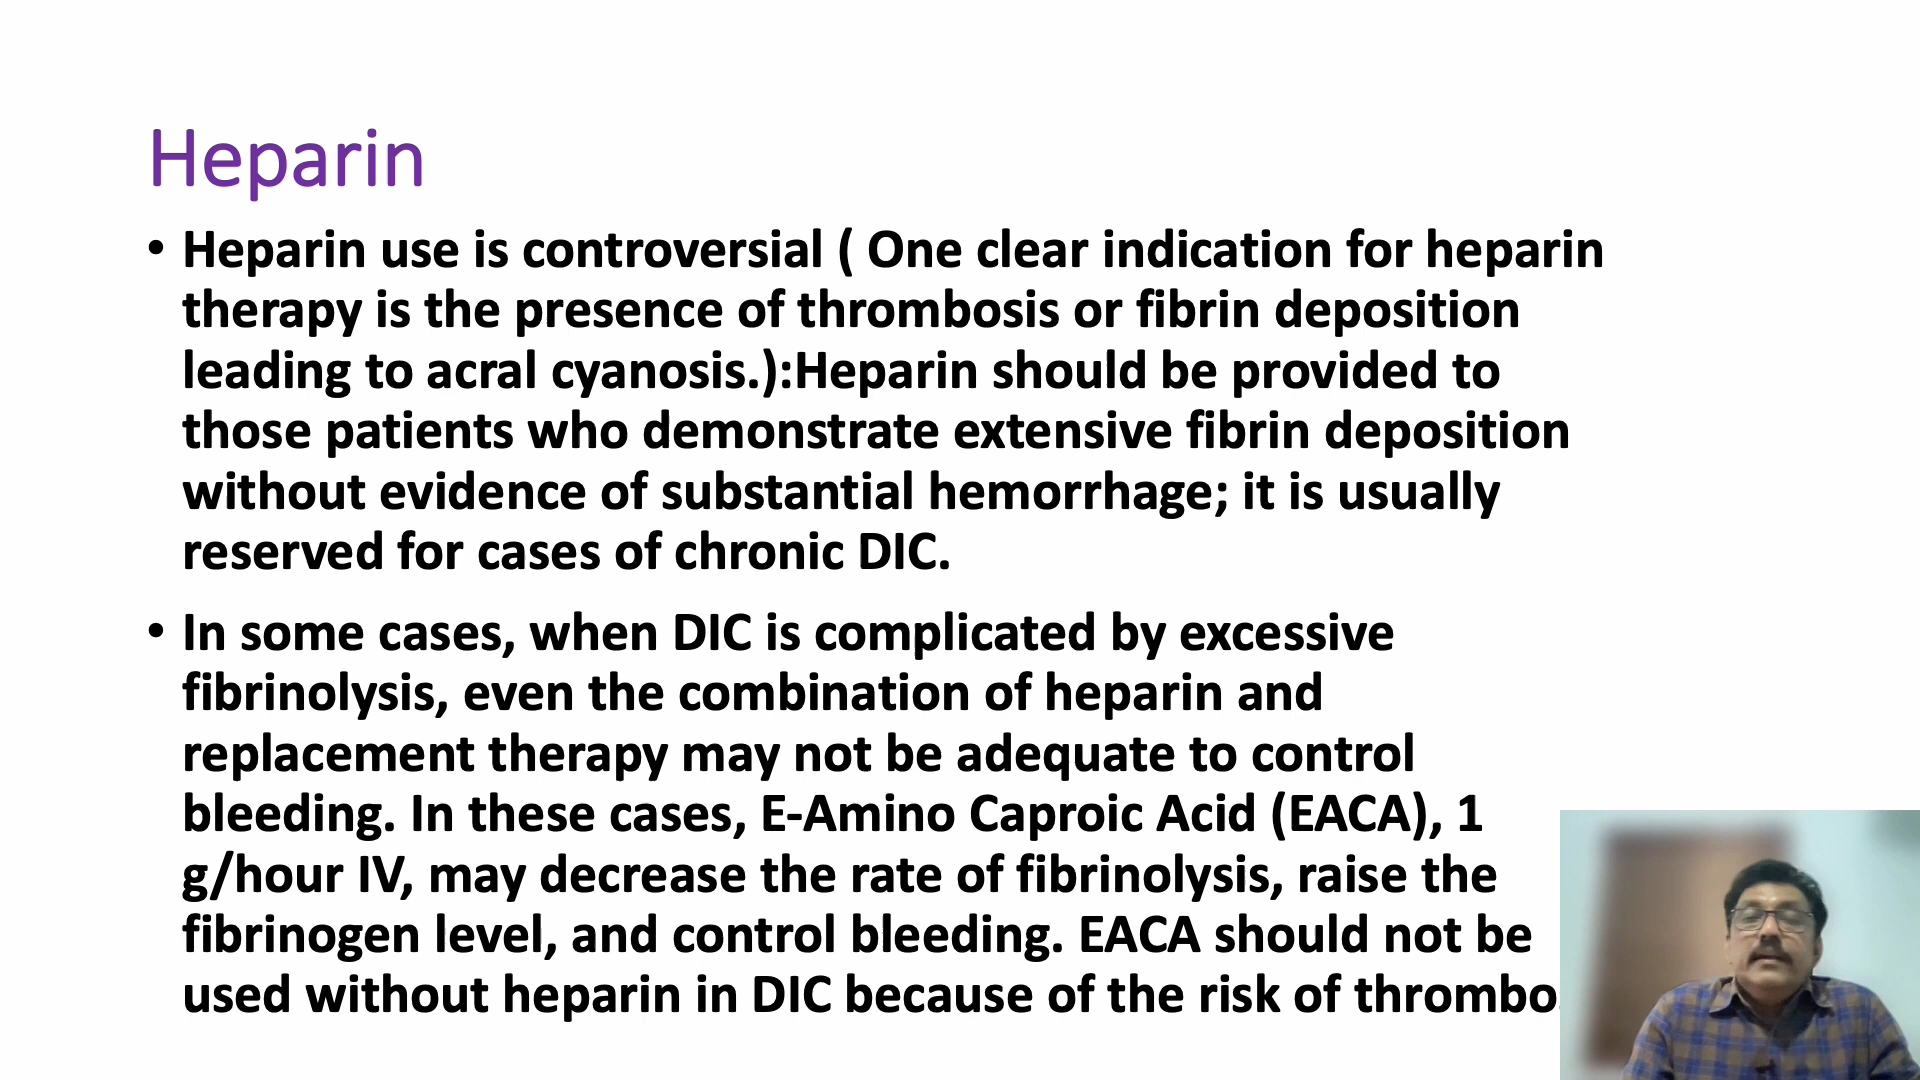 Heparin
• Heparin use is controversial ( One clear indication for heparin
therapy is the presence of thrombosis or fibrin deposition
leading to acral cyanosis.):Heparin should be provided to
those patients who demonstrate extensive fibrin deposition
without evidence of substantial hemorrhage; it is usually
reserved for cases of chronic DIC.
• In some cases, when DIC is complicated by excessive
fibrinolysis, even the combination of heparin and
replacement therapy may not be adequate to control
bleeding. In these cases, E-Amino Caproic Acid (EACA), 1
g/hour IV, may decrease the rate of fibrinolysis, raise the
fibrinogen level, and control bleeding. EACA should not be
used without heparin in DIC because of the risk of